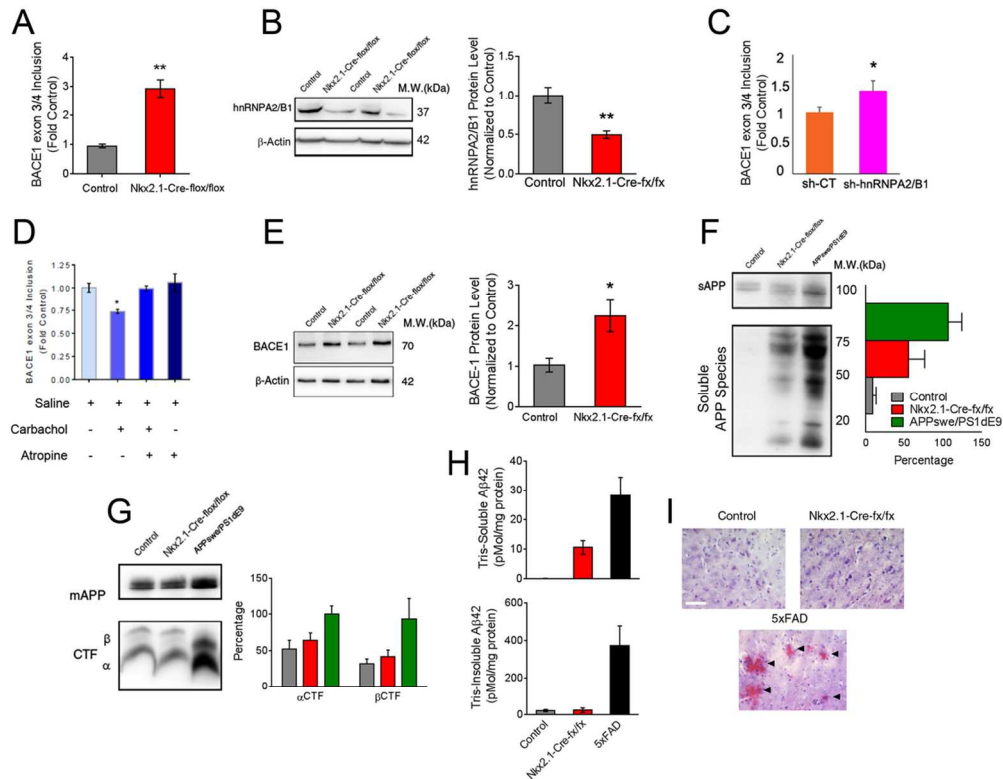 A
BACE1 exon 3/4 Inclusion
(Fold Control)
4
3
2
1
0
**
Control
Nkx2.1-Cre-flox/flox
B
Control
Nkx2.1-Cre-flox/flox
Control
Nkx2.1-Cre-flox/flox
M.W.(kDa)
hnRNPA2/B1
37
β-Actin
42
hnRNPA2/B1 Protein Level
(Normalized to Control)
1.5
1.0
0.5
0.0
**
Control
Nkx2.1-Cre-fx/fx
C
BACE1 exon 3/4 Inclusion
(Fold Control)
2
1
0
*
sh-CT
sh-hnRNPA2/B1
D
BACE1 exon 3/4 Inclusion
(Fold Control)
1.25
1.00
0.75
0.50
0.25
0.00
*
Saline + + + +
Carbachol - + + -
Atropine - - + +
E
Control
Nkx2.1-Cre-flox/flox
Control
Nkx2.1-Cre-flox/flox
M.W.(kDa)
BACE1
70
β-Actin
42
BACE-1 Protein Level
(Normalized to Control)
3
2
1
0
*
Control
Nkx2.1-Cre-fx/fx
F
Control
Nkx2.1-Cre-flox/flox
APPswe/PS1dE9
M.W.(kDa)
sAPP
100
Soluble
APP Species
75
50
20
Control
Nkx2.1-Cre-fx/fx
APPswe/PS1dE9
0 50 100 150
Percentage
G
Control
Nkx2.1-Cre-flox/flox
APPswe/PS1dE9
mAPP
CTF
β
α
Percentage
150
100
50
0
αCTF
βCTF
H
Tris-Soluble Aβ42
(pMol/mg protein)
40
30
20
10
0
Tris-Insoluble Aβ42
(pMol/mg protein)
600
400
200
0
Control
Nkx2.1-Cre-fx/fx
5xFAD
I
Control
Nkx2.1-Cre-fx/fx
5xFAD